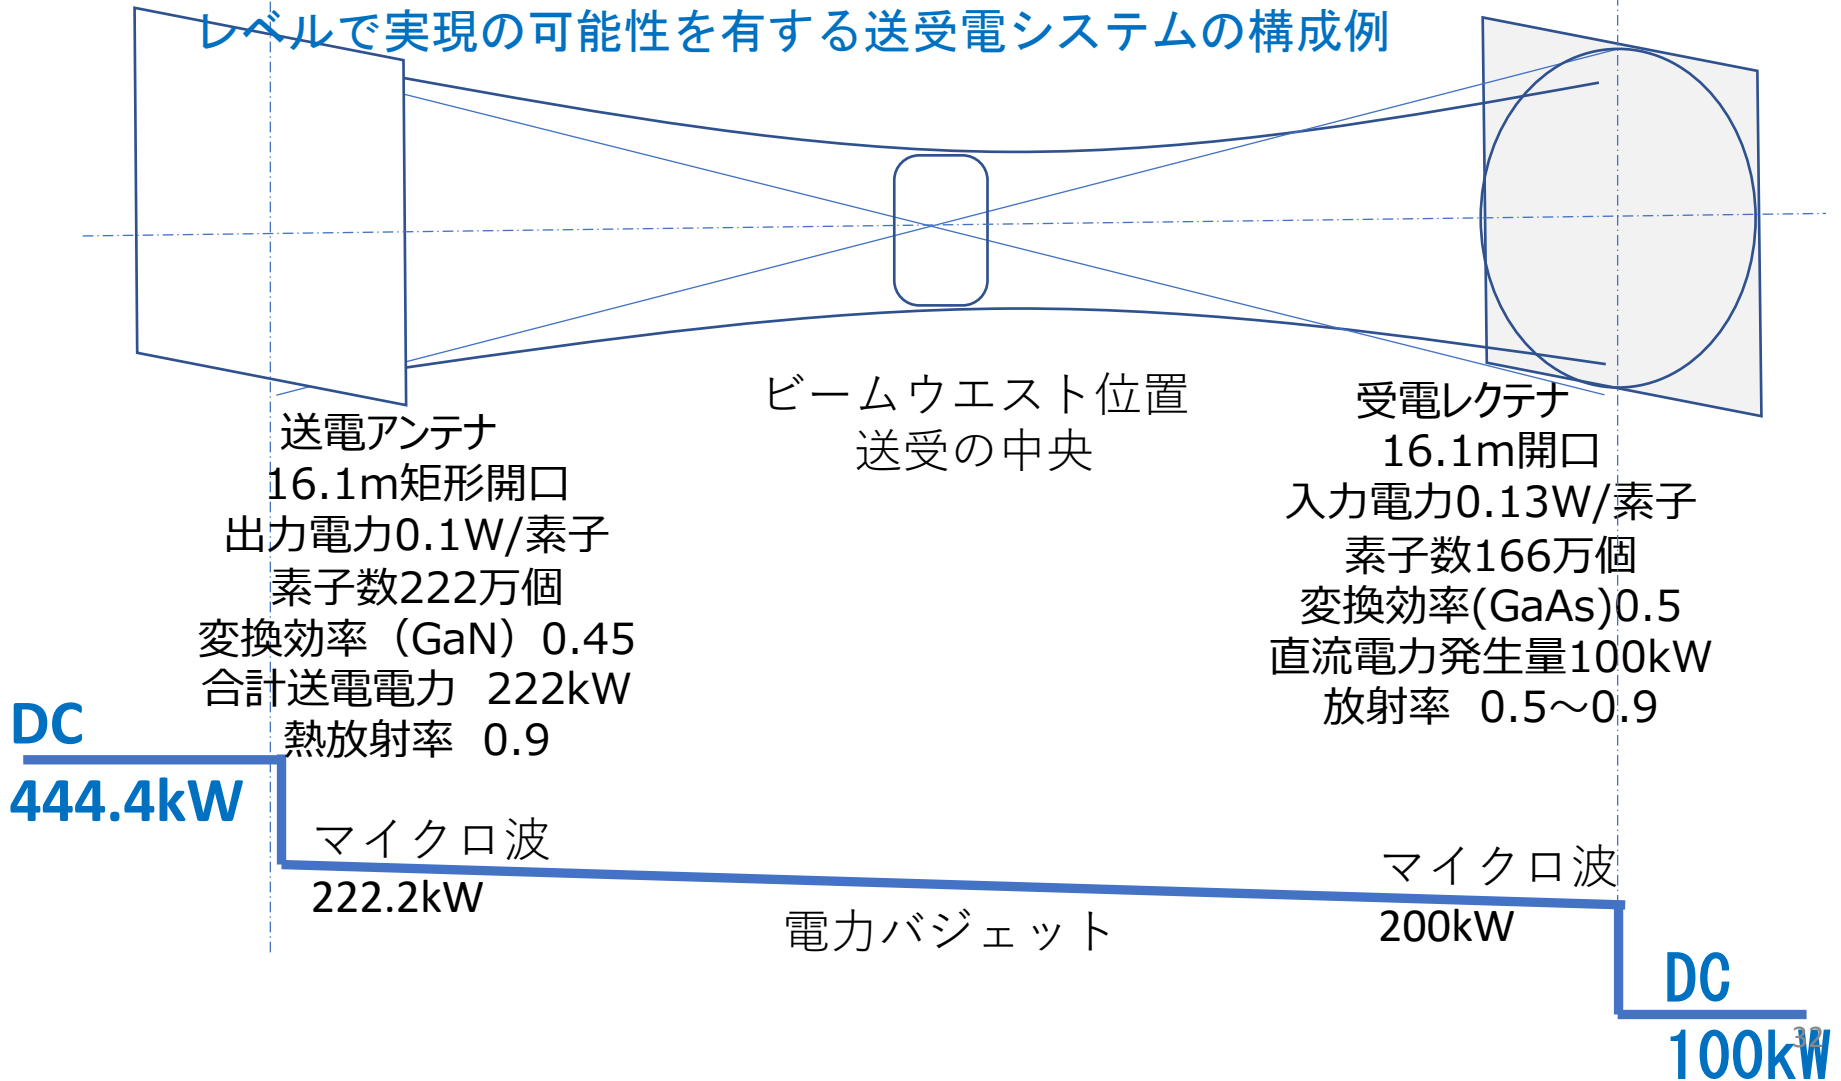 レベルで実現の可能性を有する送受電システムの構成例
ビームウエスト位置
送受の中央
送電アンテナ
16.1m矩形開口
出力電力0.1W/素子
素子数222万個
変換効率（GaN）0.45
合計送電電力 222kW
熱放射率 0.9
受電レクテナ
16.1m開口
入力電力0.13W/素子
素子数166万個
変換効率(GaAs)0.5
直流電力発生量100kW
放射率 0.5～0.9
DC
444.4kW
マイクロ波
222.2kW
電力バジェット
マイクロ波
200kW
DC
100kW
32